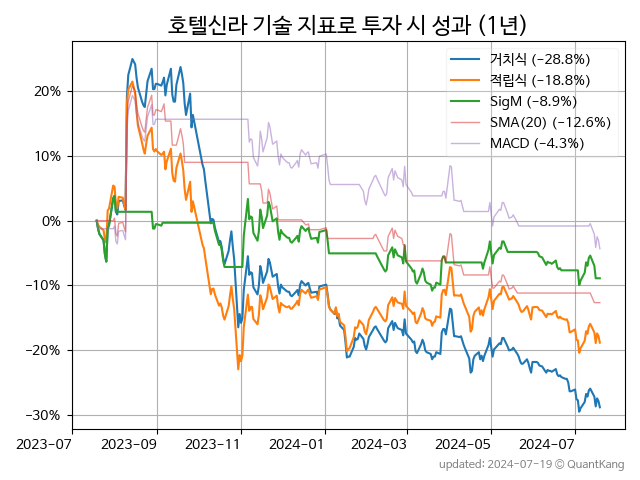 호텔신라 기술 지표로 투자 시 성과 (1년)
거치식 (−28.8%)
적립식 (−18.8%)
SigM (−8.9%)
SMA(20) (−12.6%)
MACD (−4.3%)
20%
10%
0%
−10%
−20%
−30%
2023-07 2023-09 2023-11 2024-01 2024-03 2024-05 2024-07
updated: 2024-07-19 @ QuantKang